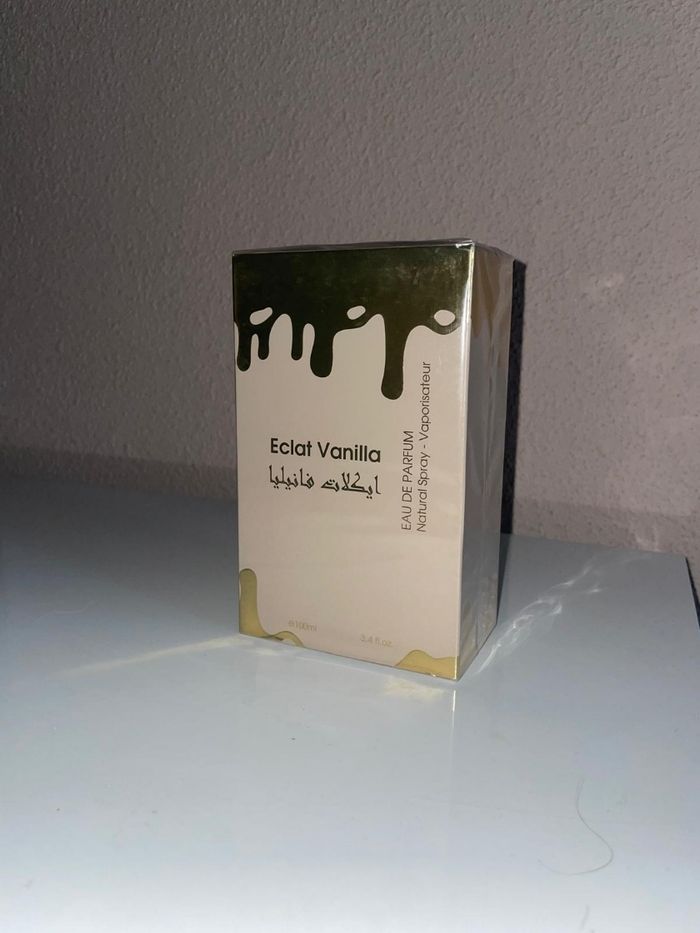 Eclat Vanilla
ايكلات فانيليا
EAU DE PARFUM
Natural Spray - Vaporisateur
e100ml
3.4 fl.oz.